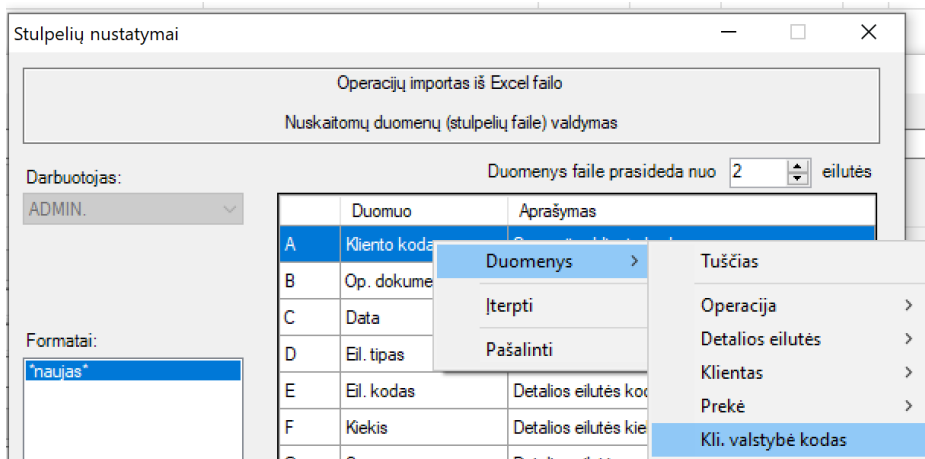 Stulpelių nustatymai
Operacijų importas iš Excel failo
Nuskaitomų duomenų (stulpelių faile) valdymas
Darbuotojas:
ADMIN.
Duomenys faile prasideda nuo 2 eilutės
Duomuo Aprašymas
A Kliento koda
B Op. dokume
C Data
D Eil. tipas
E Eil. kodas Detalios eilutės kod
F Kiekis Detalios eilutės kie
Formatai:
*naujas*
Duomenys
Įterpti
Pašalinti
Tuščias
Operacija
Detalios eilutės
Klientas
Prekė
Kli. valstybė kodas